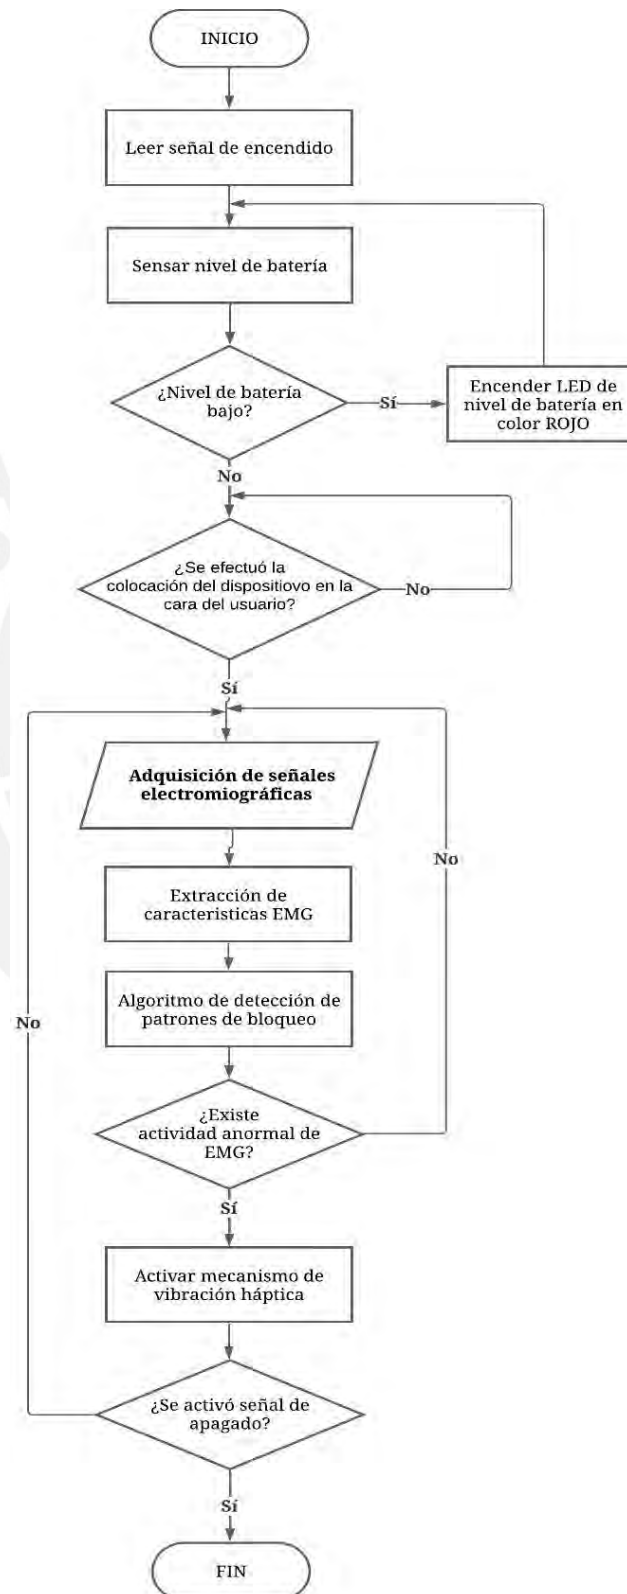 INICIO
Leer señal de encendido
Sensar nivel de batería
¿Nivel de batería
bajo?
Sí
Encender LED de
nivel de batería en
color ROJO
No
¿Se efectuó la
colocación del dispositiovo en la
cara del usuario?
No
Sí
Adquisición de señales
electromiográficas
No
Extracción de
caracteristicas EMG
Algoritmo de detección de
patrones de bloqueo
No
¿Existe
actividad anormal de
EMG?
Sí
Activar mecanismo de
vibración háptica
¿Se activó señal de
apagado?
Sí
FIN